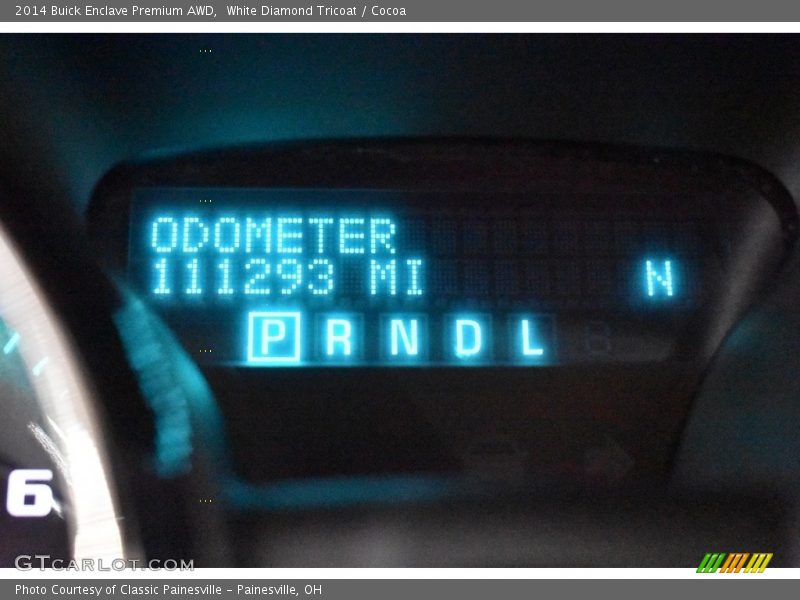 2014 Buick Enclave Premium AWD,  White Diamond Tricoat / Cocoa
ODOMETER
111293 MI N
P R N D L
6
GTCARLOT.COM
Photo Courtesy of Classic Painesville - Painesville, OH